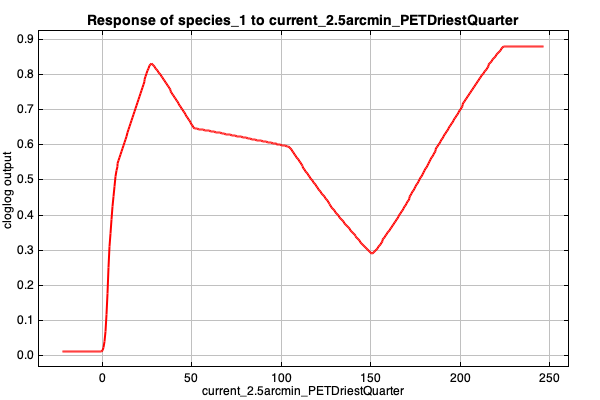 Response of species_1 to current_2.5arcmin_PETDriestQuarter
0.9
0.8
0.7
0.6
0.5
0.4
0.3
0.2
0.1
0.0
cloglog output
0 50 100 150 200 250
current_2.5arcmin_PETDriestQuarter